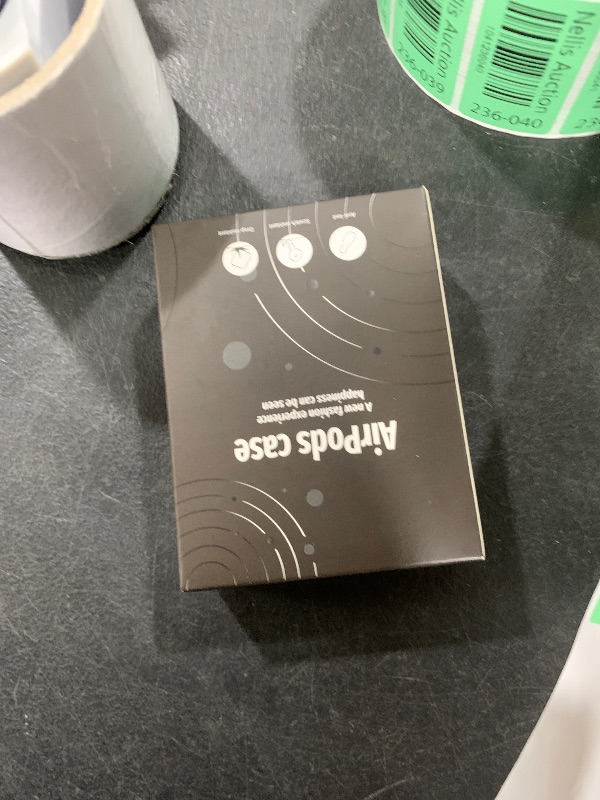 AirPods case
A new fashion experience
happiness can be seen
Nellis Auction
236-039
Nellis Auction
236-040